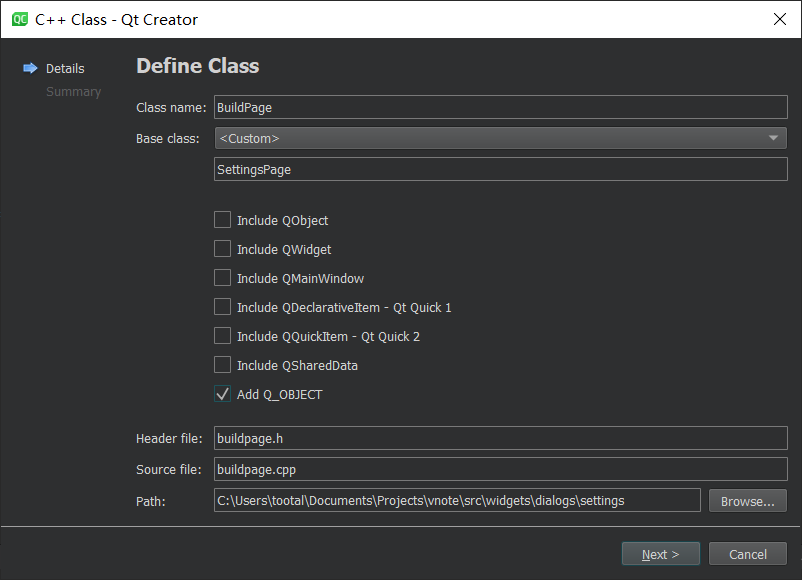 QC C++ Class - Qt Creator
Details
Summary
Define Class
Class name: BuildPage
Base class: <Custom>
SettingsPage
Include QObject
Include QWidget
Include QMainWindow
Include QDeclarativeItem - Qt Quick 1
Include QQuickItem - Qt Quick 2
Include QSharedData
Add Q_OBJECT
Header file: buildpage.h
Source file: buildpage.cpp
Path: C:\Users\tootal\Documents\Projects\vnote\src\widgets\dialogs\settings Browse...
Next > Cancel